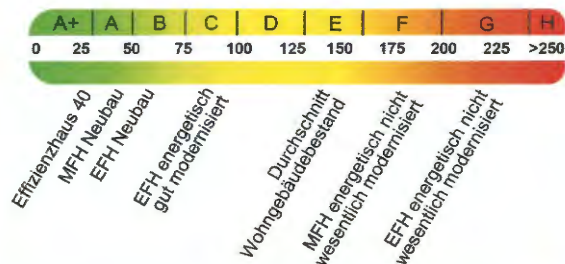 A+ A B C D E F G H
0 25 50 75 100 125 150 175 200 225 >250
Effizienzhaus 40
MFH Neubau
EFH Neubau
EFH energetisch
gut modernisiert
Durchschnitt
Wohngebäudebestand
MFH energetisch nicht
wesentlich modernisiert
EFH energetisch nicht
wesentlich modernisiert